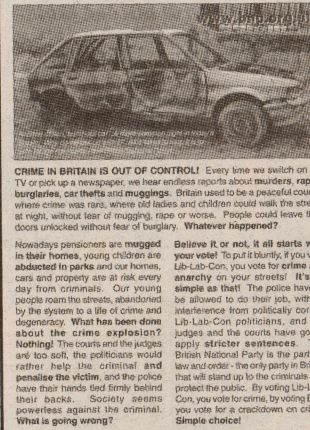 www.bnp.org.
CRIME IN BRITAIN IS OUT OF CONTROL! Every time we switch on
TV or pick up a newspaper, we hear endless reports about murders,
burglaries, car thefts and muggings. Britain used to be a peaceful
where crime was rare, where old ladies and children could walk the
at night, without fear of mugging, rape or worse. People could leave
doors unlocked without fear of burglary. Whatever happened?
Nowadays pensioners are mugged
in their homes, young children are
abducted in parks and our homes,
cars and property are at risk every
day from criminals. Our young
people roam the streets, abandoned
by the system to a life of crime and
degeneracy. What has been done
about the crime explosion?
Nothing! The courts and the judges
are too soft, the politicians would
rather help the criminal and
penalise the victim, and the police
have their hands tied firmly behind
their backs. Society seems
powerless against the criminal.
What is going wrong?
Believe it or not, it all starts
your vote! To put it bluntly, if you
Lib-Lab-Con, you vote for crime
anarchy on your streets! It's
simple as that! The police have
be allowed to do their job, with
interference from politically
Lib-Lab-Con politicians, and
judges and the courts have
apply stricter sentences.
British National Party is the
law and order - the only party in
that will stand up to the criminals
protect the public. By voting
Con, you vote for crime, by voting
you vote for a crackdown on
Simple choice!